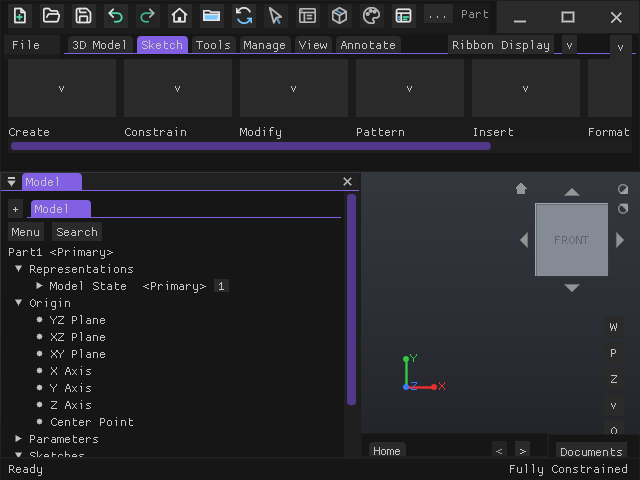 ... Part
File 3D Model Sketch Tools Manage View Annotate Ribbon Display v v
v v v v v
Create Constrain Modify Pattern Insert Format
Model
+ Model
Menu Search
Part1 <Primary>
Representations
Model State <Primary> 1
Origin
YZ Plane
XZ Plane
XY Plane
X Axis
Y Axis
Z Axis
Center Point
Parameters
Sketches
FRONT
W
P
Z
v
O
Y
Z X
Home < > Documents
Ready Fully Constrained